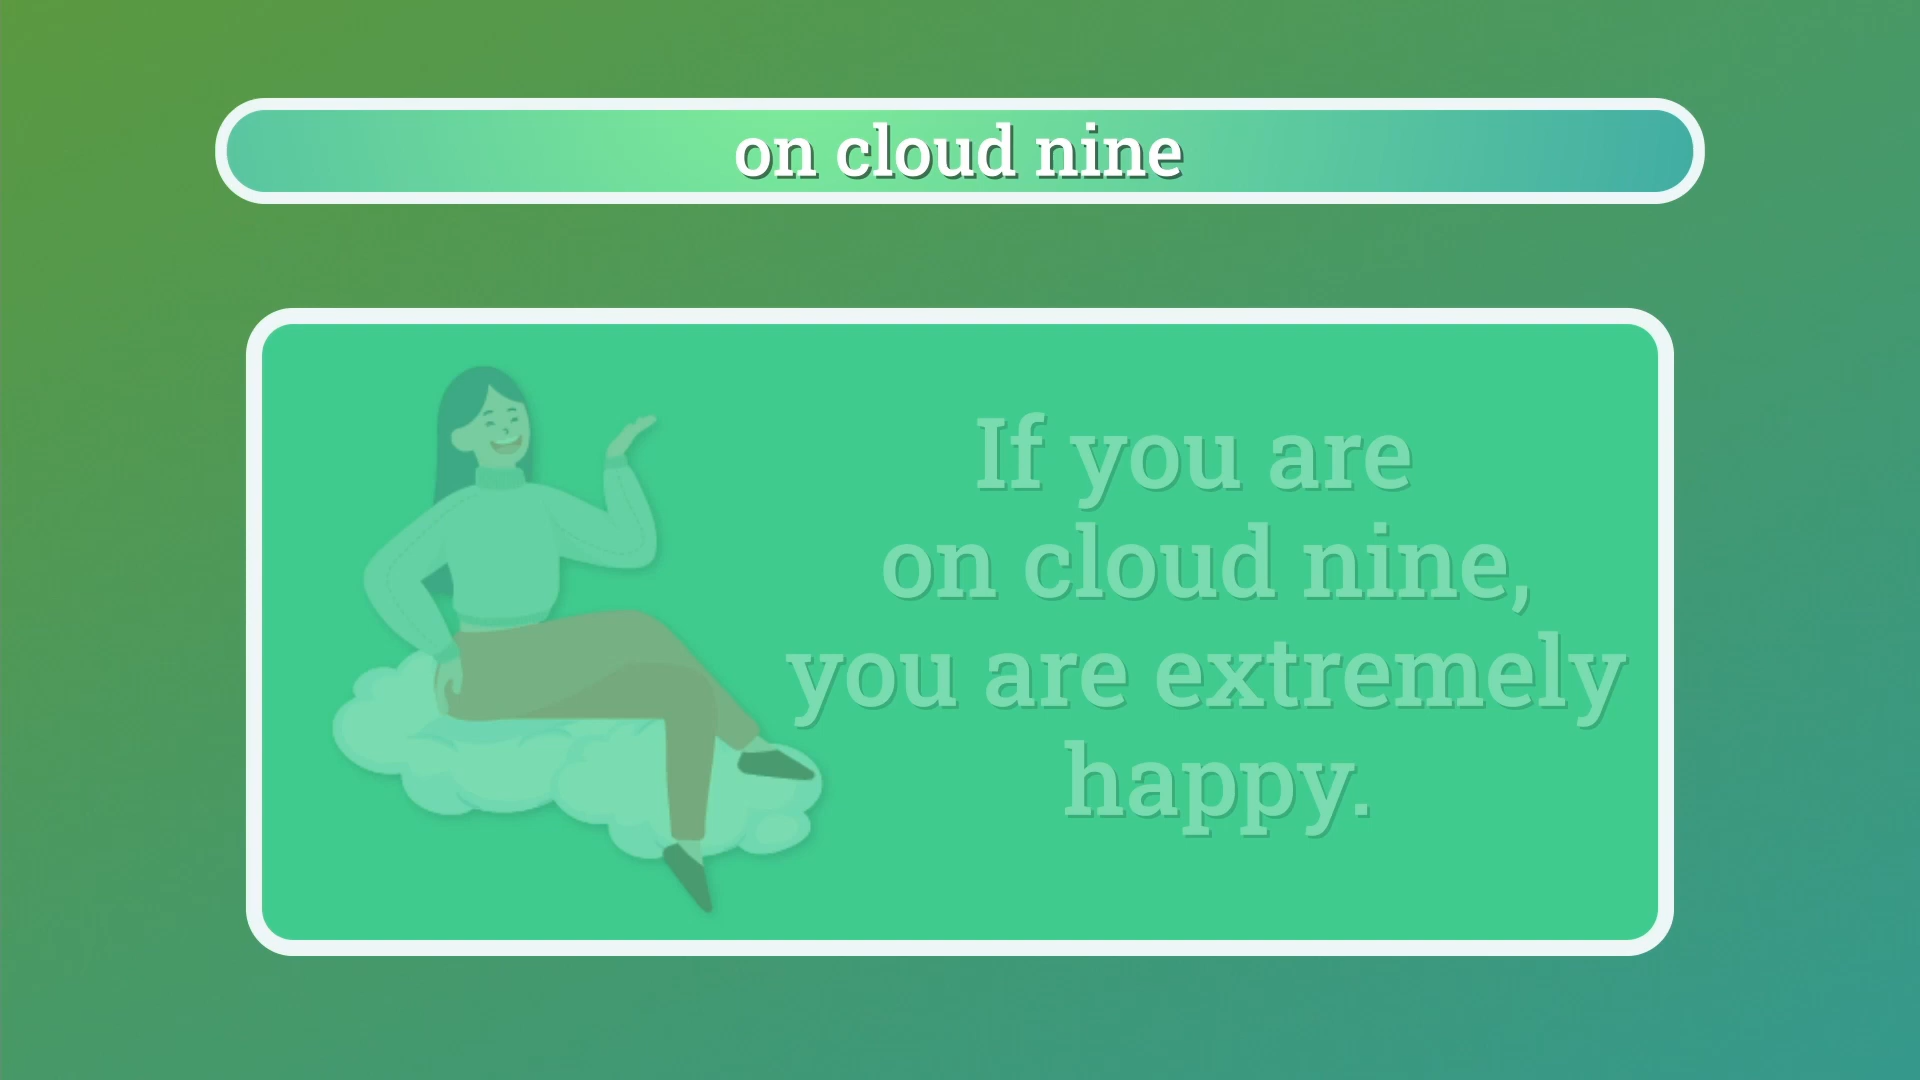 on cloud nine
If you are
on cloud nine,
you are extremely
happy.